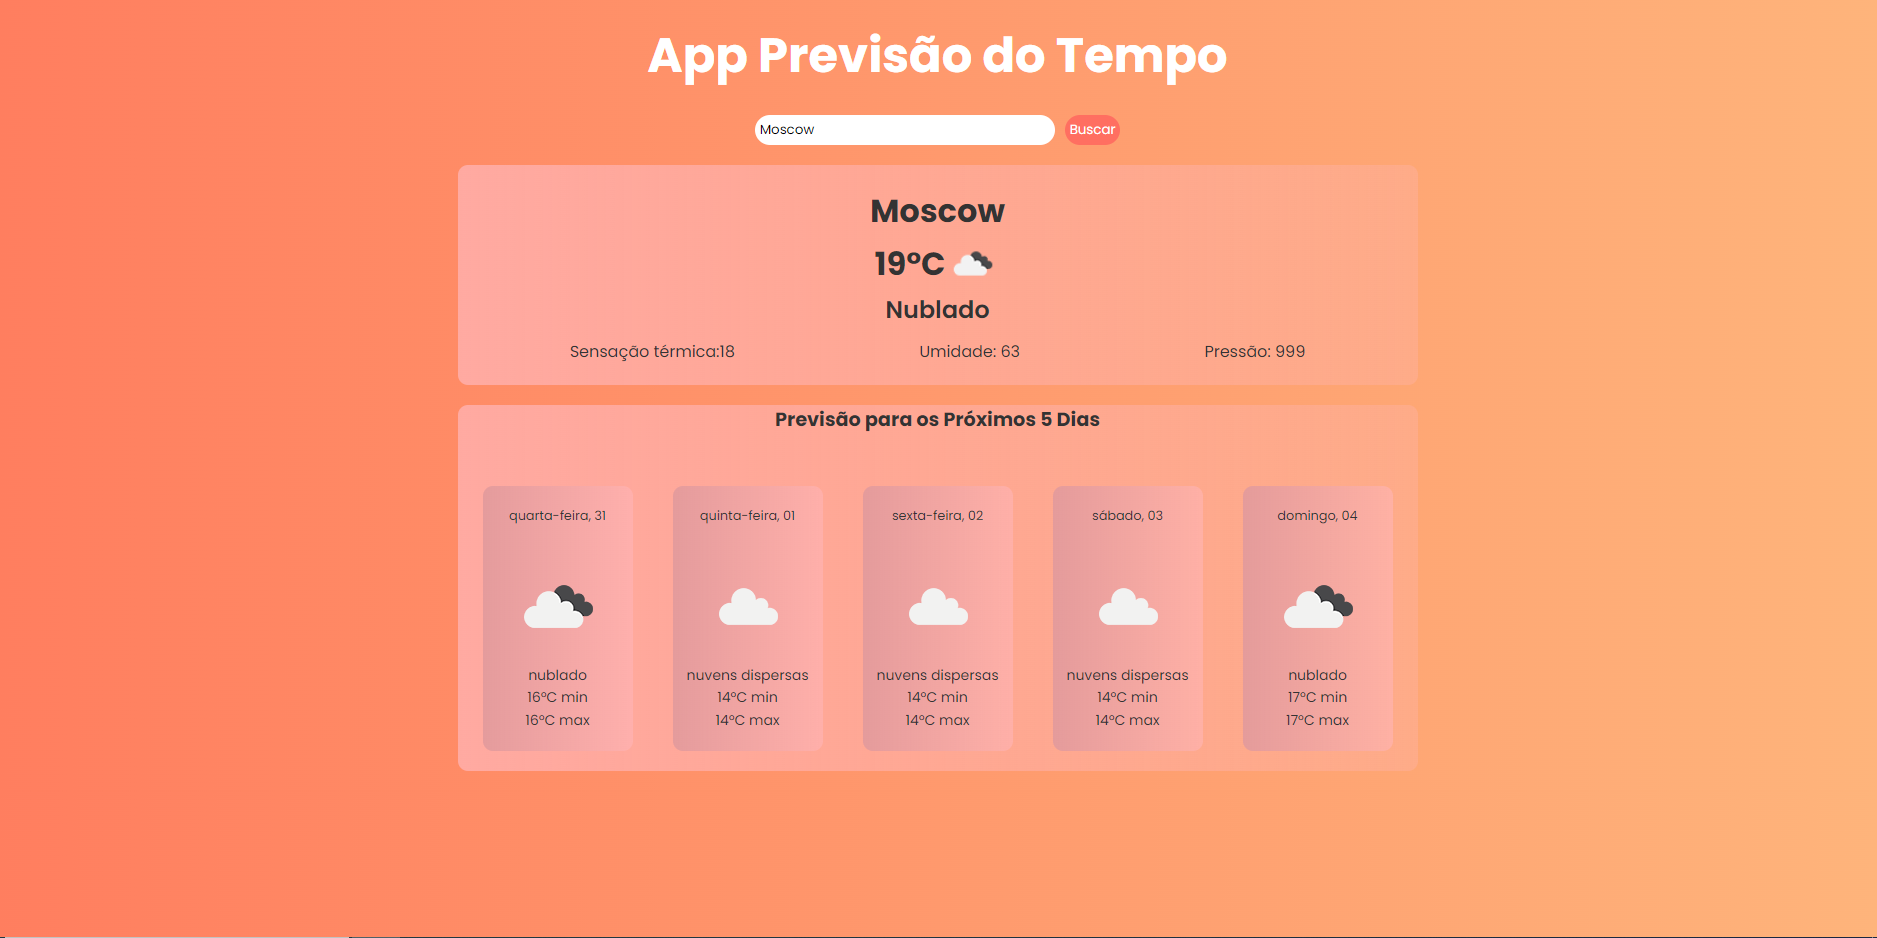 App Previsão do Tempo
Moscow
Buscar
Moscow
19°C
Nublado
Sensação térmica:18
Umidade: 63
Pressão: 999
Previsão para os Próximos 5 Dias
quarta-feira, 31
nublado
16°C min
16°C max
quinta-feira, 01
nuvens dispersas
14°C min
14°C max
sexta-feira, 02
nuvens dispersas
14°C min
14°C max
sábado, 03
nuvens dispersas
14°C min
14°C max
domingo, 04
nublado
17°C min
17°C max